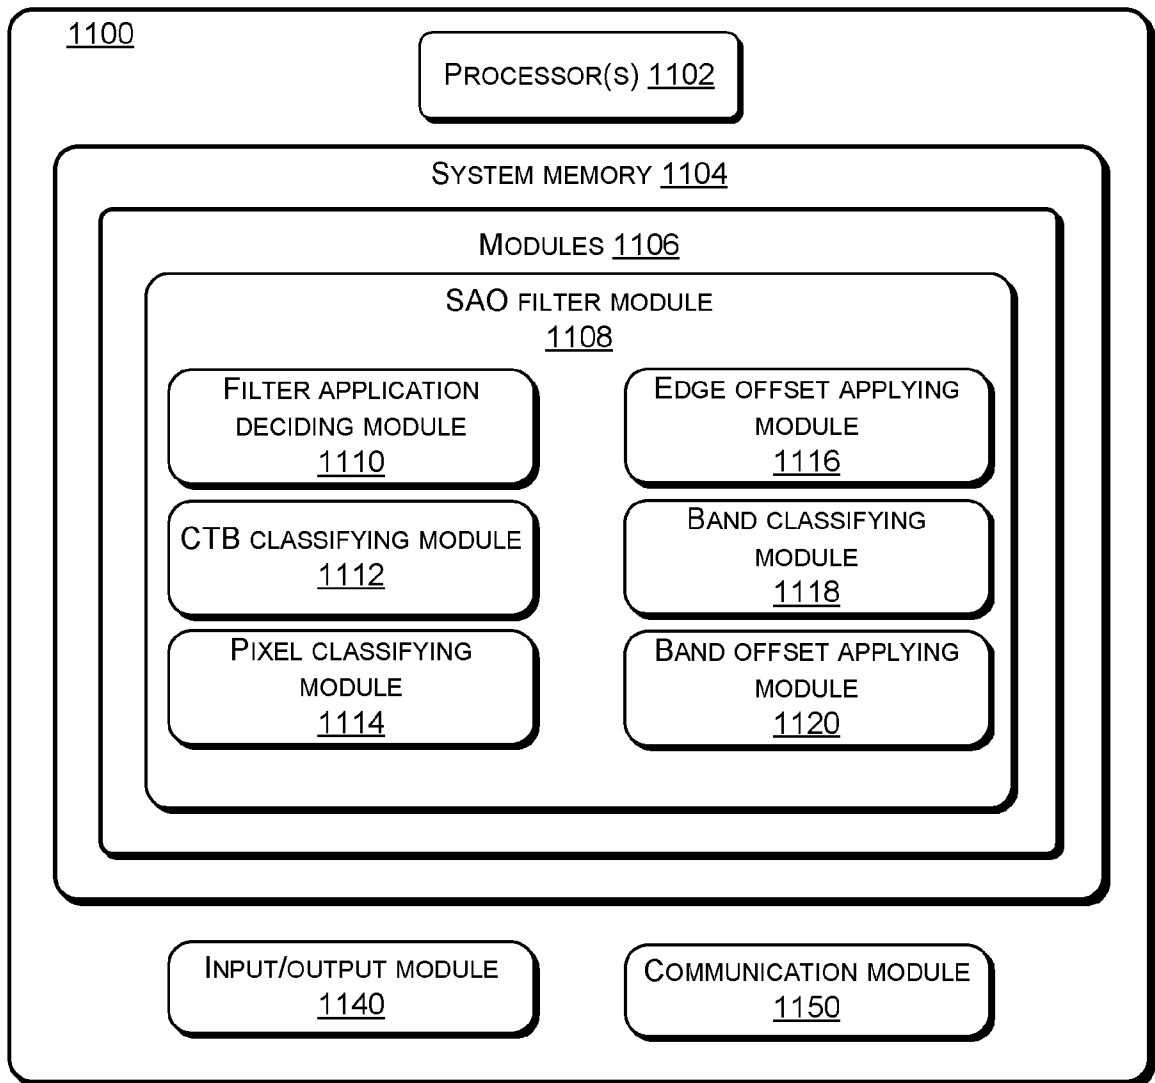 1100
PROCESSOR(S) 1102
SYSTEM MEMORY 1104
MODULES 1106
SAO FILTER MODULE
1108
FILTER APPLICATION
DECIDING MODULE
1110
EDGE OFFSET APPLYING
MODULE
1116
CTB CLASSIFYING MODULE
1112
BAND CLASSIFYING
MODULE
1118
PIXEL CLASSIFYING
MODULE
1114
BAND OFFSET APPLYING
MODULE
1120
INPUT/OUTPUT MODULE
1140
COMMUNICATION MODULE
1150